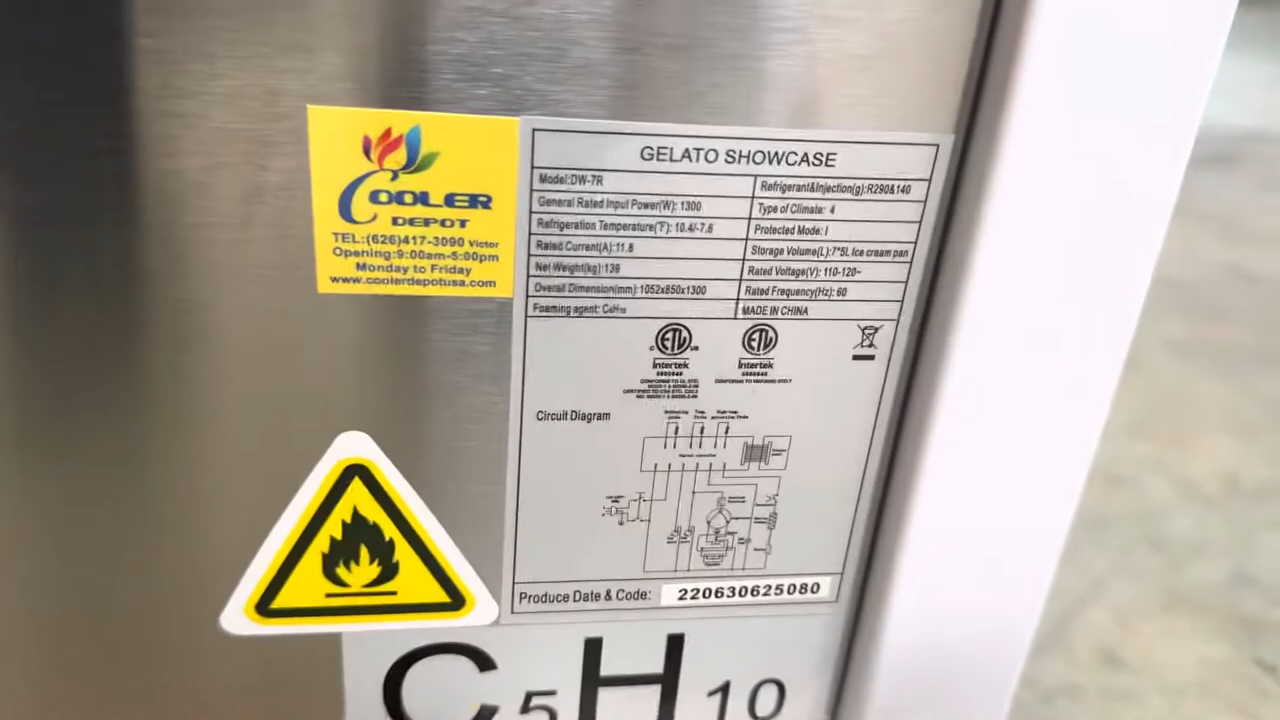 COOLER
DEPOT
TEL:(626)417-3090 Victor
Opening:9:00am-5:00pm
Monday to Friday
www.coolerdepotusa.com
GELATO SHOWCASE
Model:DW-7R
Refrigerant&Injection(g):R290&140
General Rated Input Power(W): 1300
Type of Climate: 4
Refrigeration Temperature(℉): 10.4/-7.6
Protected Mode: I
Rated Current(A):11.8
Storage Volume(L):7*5L Ice cream pan
Net Weight(kg):139
Rated Voltage(V): 110-120~
Overall Dimension(mm):1052x850x1300
Rated Frequency(Hz): 60
Foaming agent: C5H10
MADE IN CHINA
C ETL US
ETL
Intertek
Intertek
Circuit Diagram
Produce Date & Code: 220630625080
C5H10